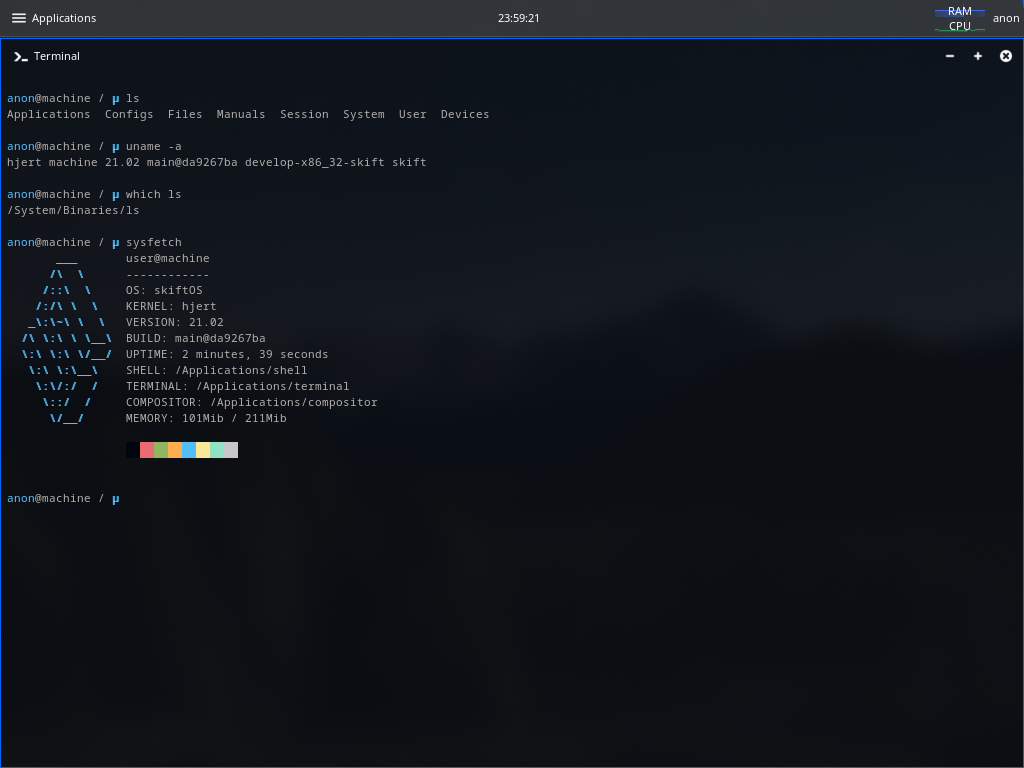 Applications 23:59:21 RAM anon
CPU
Terminal
anon@machine / µ ls
Applications  Configs  Files  Manuals  Session  System  User  Devices
anon@machine / µ uname -a
hjert machine 21.02 main@da9267ba develop-x86_32-skift skift
anon@machine / µ which ls
/System/Binaries/ls
anon@machine / µ sysfetch
user@machine
------------
OS: skiftOS
KERNEL: hjert
VERSION: 21.02
BUILD: main@da9267ba
UPTIME: 2 minutes, 39 seconds
SHELL: /Applications/shell
TERMINAL: /Applications/terminal
COMPOSITOR: /Applications/compositor
MEMORY: 101Mib / 211Mib
anon@machine / µ